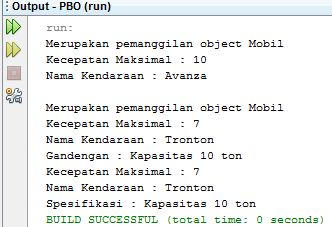 Output - PBO (run)
run:
Merupakan pemanggilan object Mobil
Kecepatan Maksimal : 10
Nama Kendaraan : Avanza
Merupakan pemanggilan object Mobil
Kecepatan Maksimal : 7
Nama Kendaraan : Tronton
Gandengan : Kapasitas 10 ton
Kecepatan Maksimal : 7
Nama Kendaraan : Tronton
Spesifikasi : Kapasitas 10 ton
BUILD SUCCESSFUL (total time: 0 seconds)